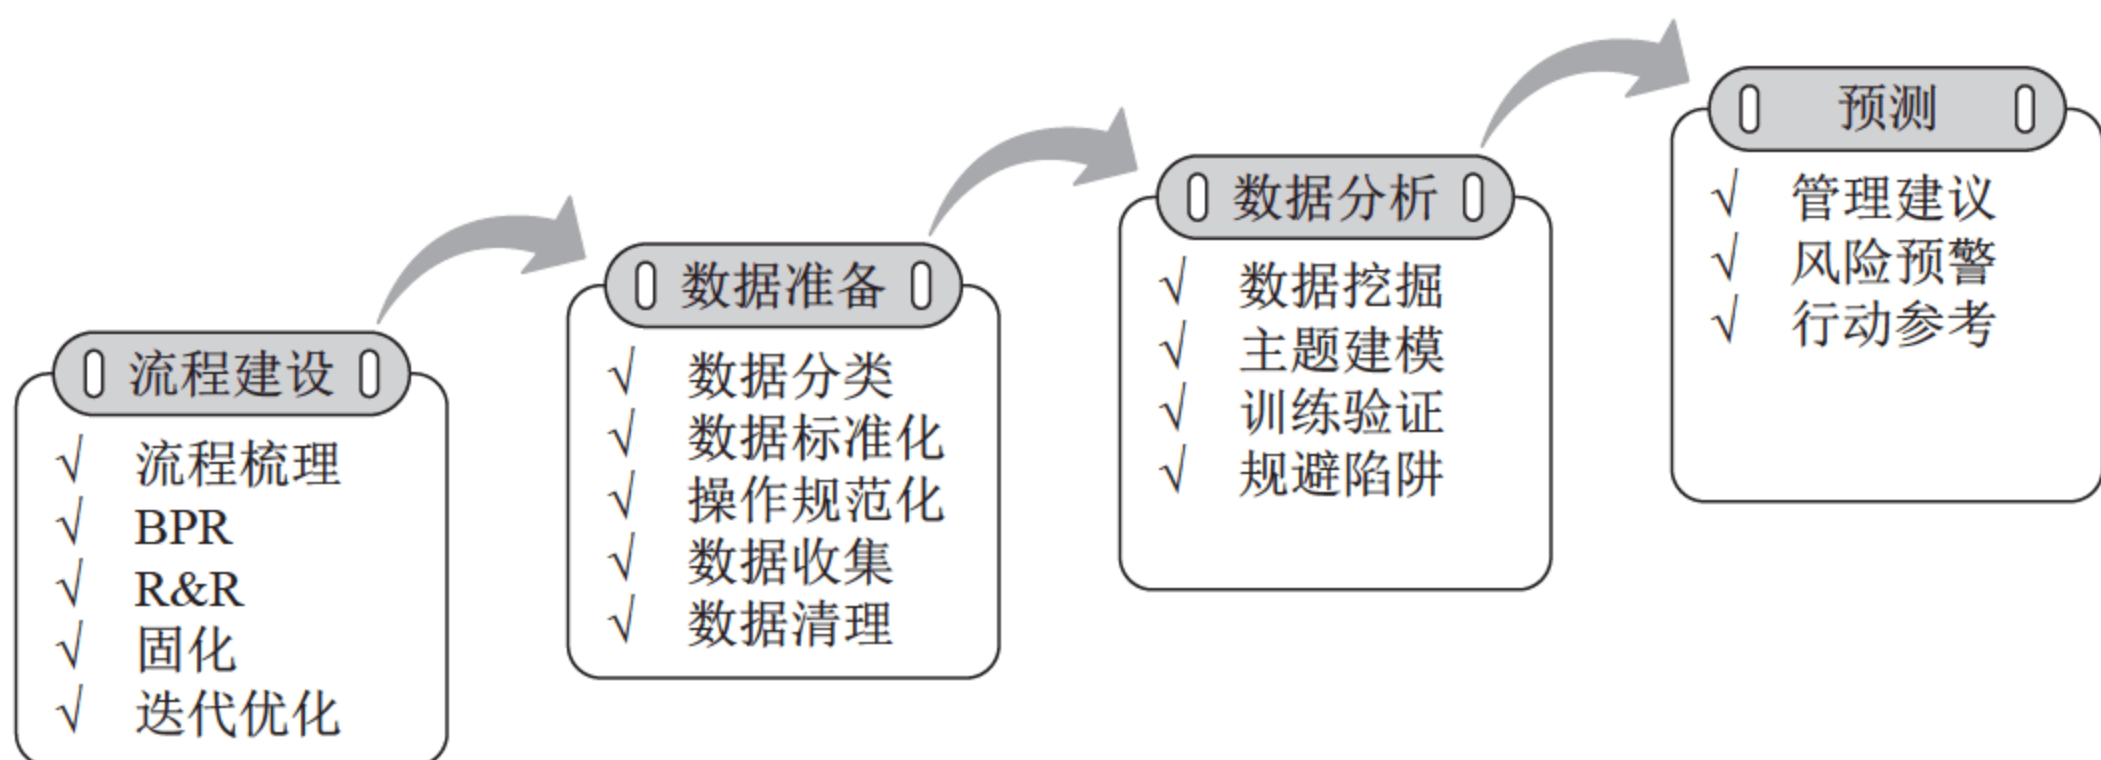 流程建设
√ 流程梳理
√ BPR
√ R&R
√ 固化
√ 迭代优化
数据准备
√ 数据分类
√ 数据标准化
√ 操作规范化
√ 数据收集
√ 数据清理
数据分析
√ 数据挖掘
√ 主题建模
√ 训练验证
√ 规避陷阱
预测
√ 管理建议
√ 风险预警
√ 行动参考